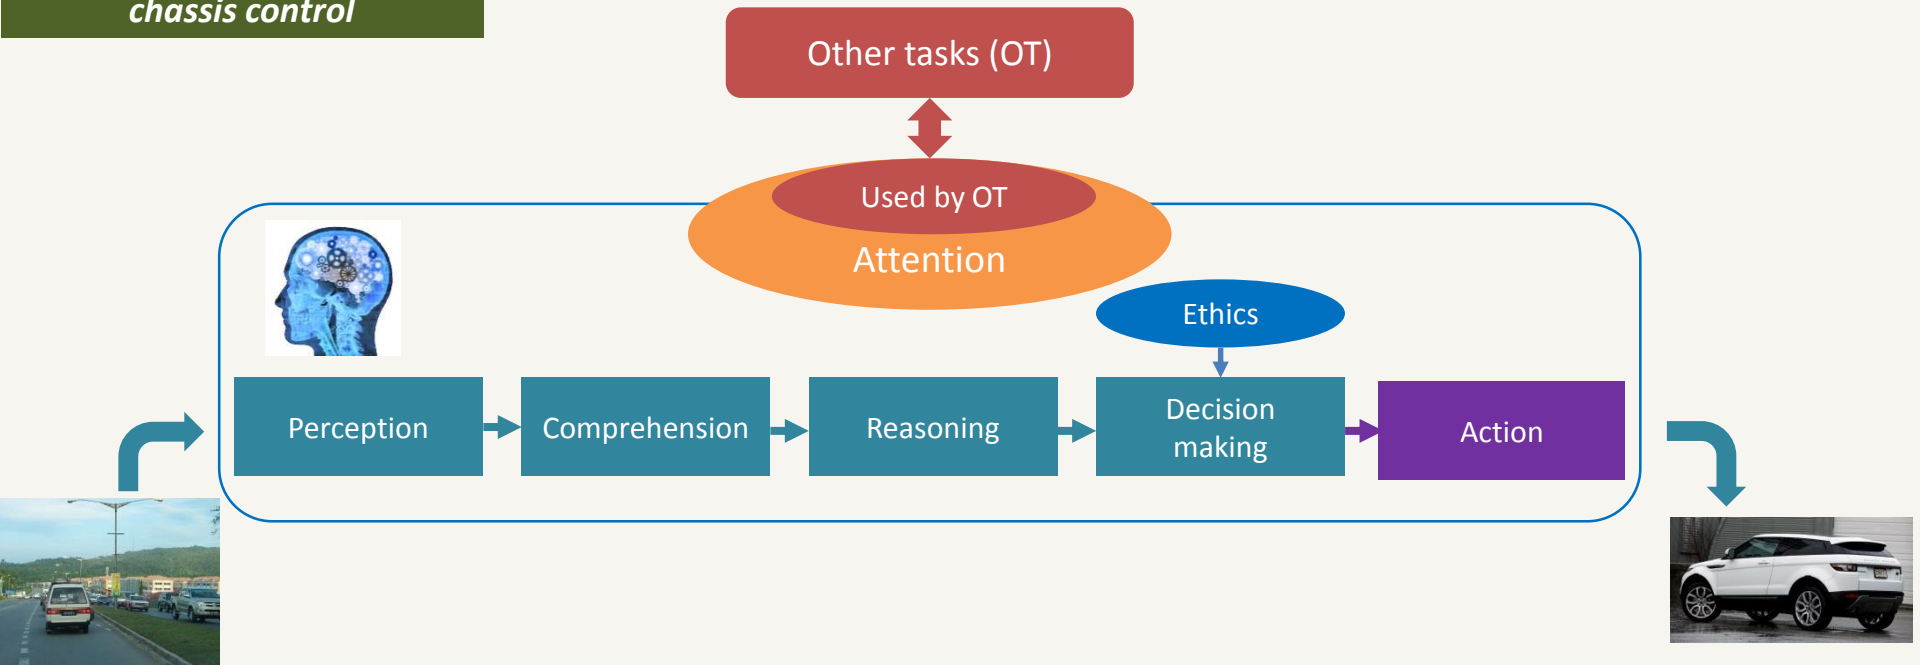 chassis control
Other tasks (OT)
Used by OT
Attention
Ethics
Perception
Comprehension
Reasoning
Decision
making
Action